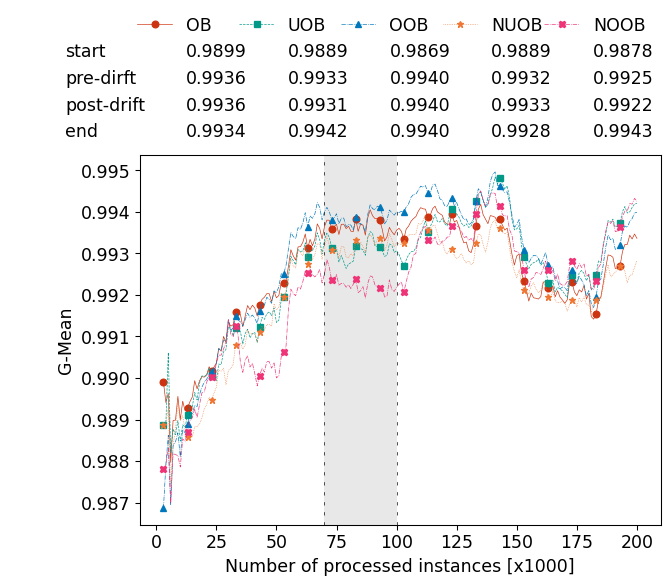 OB UOB OOB NUOB NOOB
start 0.9899 0.9889 0.9869 0.9889 0.9878
pre-dirft 0.9936 0.9933 0.9940 0.9932 0.9925
post-drift 0.9936 0.9931 0.9940 0.9933 0.9922
end 0.9934 0.9942 0.9940 0.9928 0.9943
0.995
0.994
0.993
0.992
0.991
0.990
0.989
0.988
0.987
G-Mean
0 25 50 75 100 125 150 175 200
Number of processed instances [x1000]